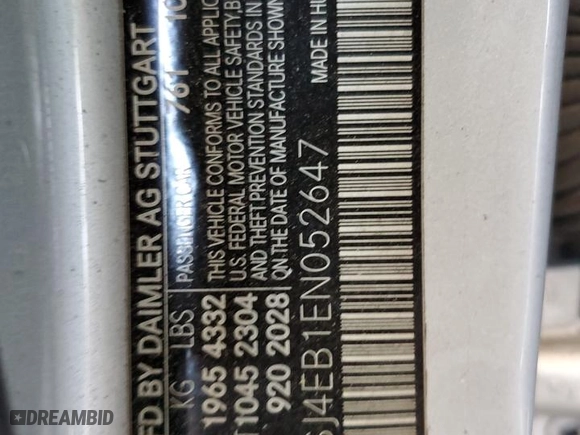 FD BY DAIMLER AG STUTTGART
KG LBS PASSENGER CAR 761
1965 4332 THIS VEHICLE CONFORMS TO ALL APPLIC
1045 2304 U.S. FEDERAL MOTOR VEHICLE SAFETY, B
920 2028 AND THEFT PREVENTION STANDARDS IN
ON THE DATE OF MANUFACTURE SHOWN
MADE IN HU
J4EB1EN052647
DREAMBID